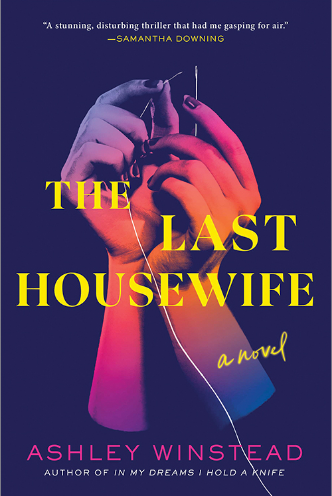 “A stunning, disturbing thriller that had me gasping for air.”
—SAMANTHA DOWNING
THE
LAST
HOUSEWIFE
a novel
ASHLEY WINSTEAD
AUTHOR OF IN MY DREAMS I HOLD A KNIFE